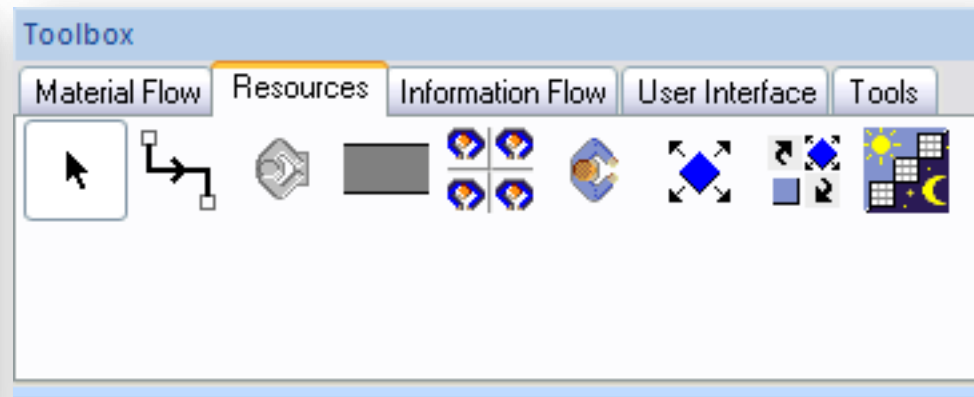 Toolbox
Material Flow Resources Information Flow User Interface Tools